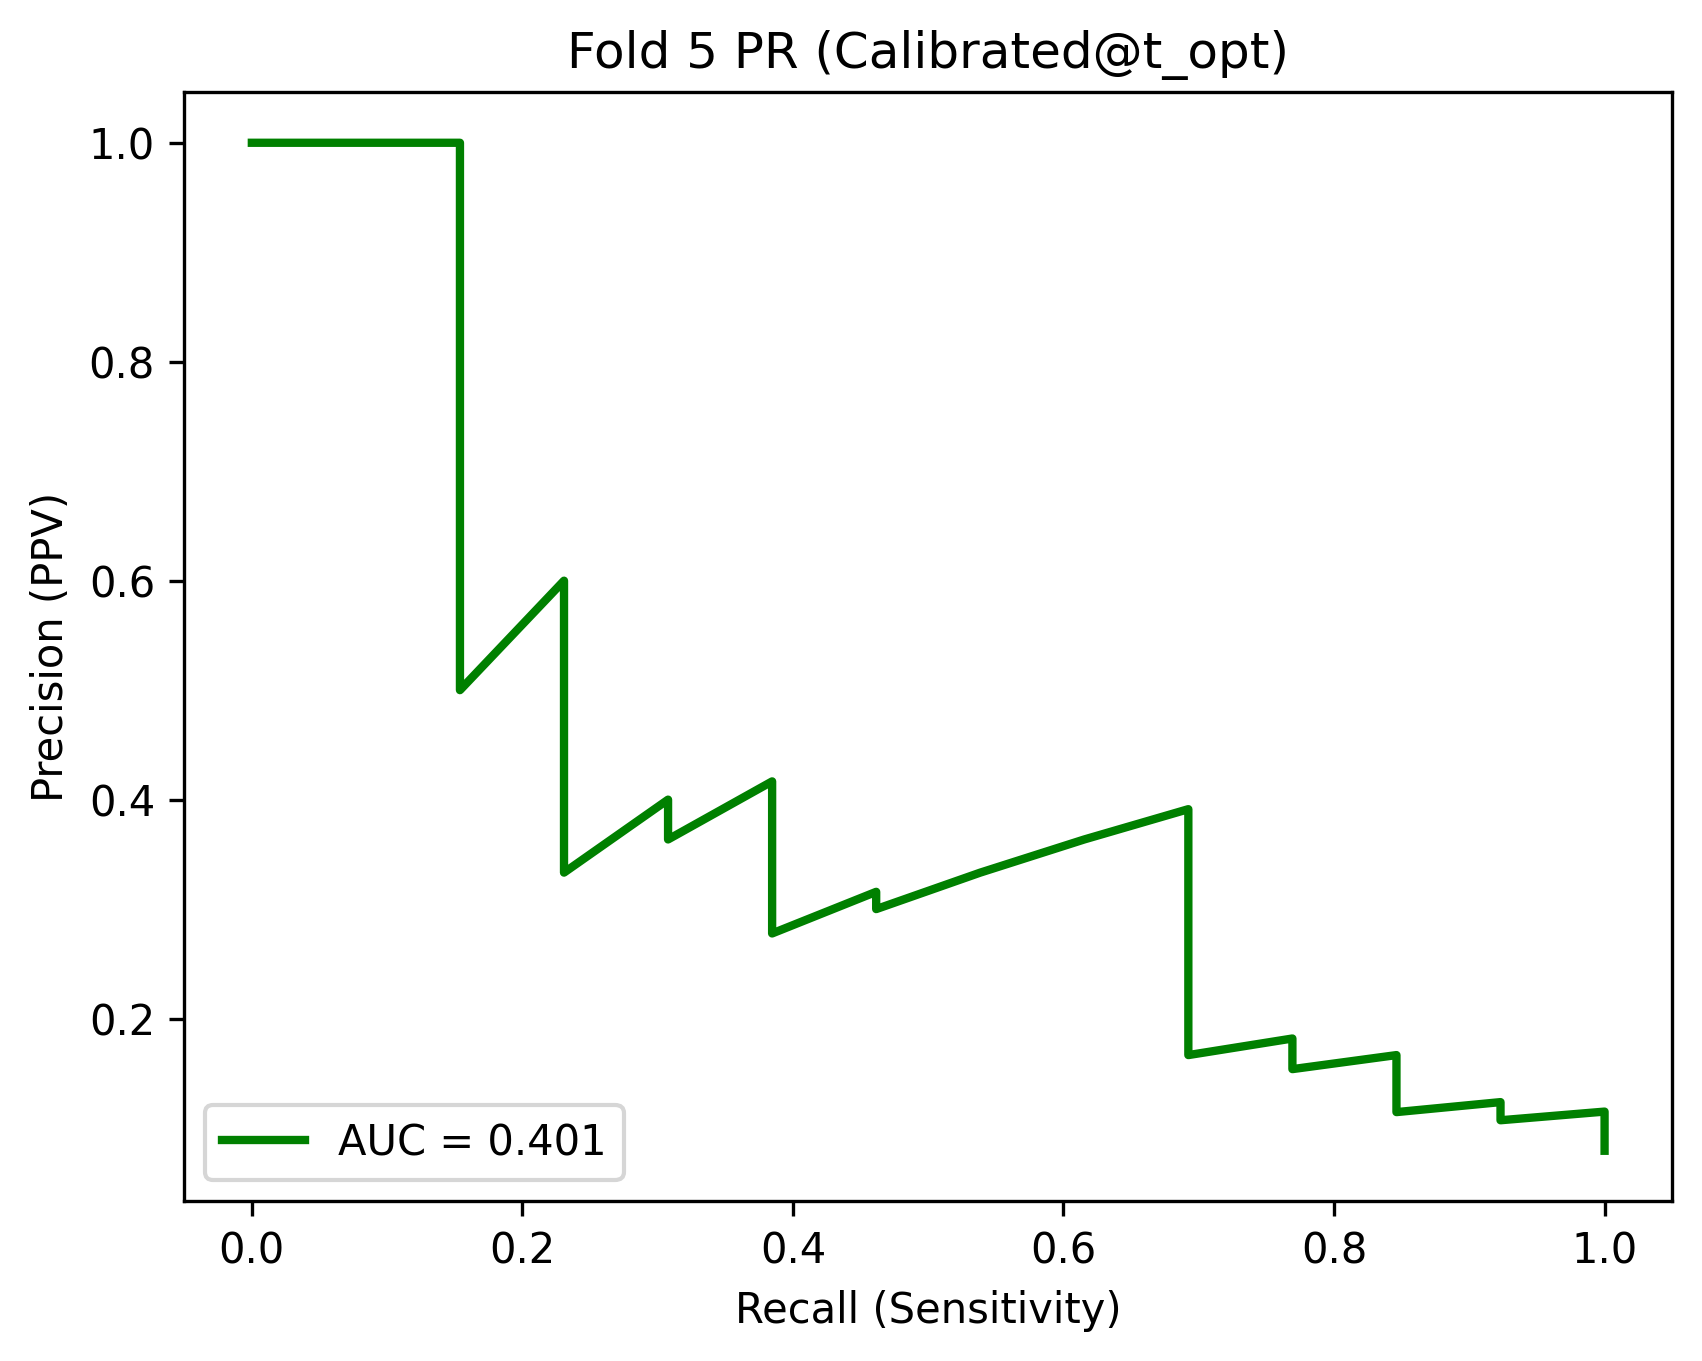 Fold 5 PR (Calibrated@t_opt)
Precision (PPV)
1.0
0.8
0.6
0.4
0.2
AUC = 0.401
0.0 0.2 0.4 0.6 0.8 1.0
Recall (Sensitivity)